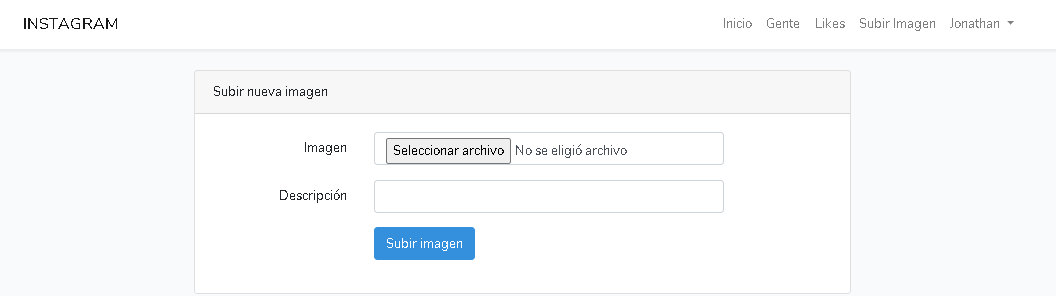 INSTAGRAM Inicio Gente Likes Subir Imagen Jonathan
Subir nueva imagen
Imagen Seleccionar archivo No se eligió archivo
Descripción
Subir imagen